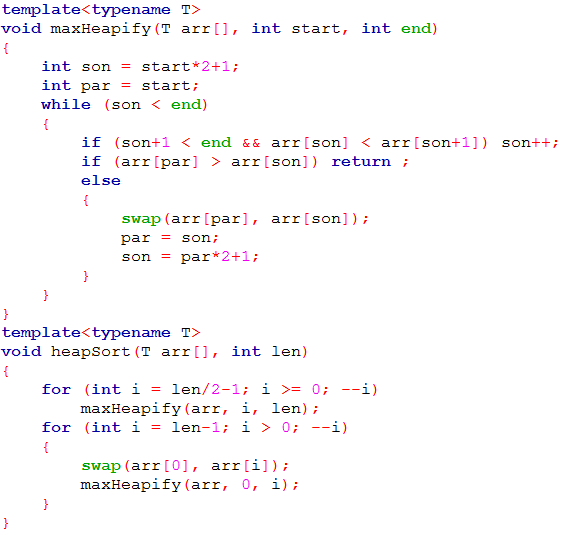 template<typename T>
void maxHeapify(T arr[], int start, int end)
{
    int son = start*2+1;
    int par = start;
    while (son < end)
    {
        if (son+1 < end && arr[son] < arr[son+1]) son++;
        if (arr[par] > arr[son]) return ;
        else
        {
            swap(arr[par], arr[son]);
            par = son;
            son = par*2+1;
        }
    }
}
template<typename T>
void heapSort(T arr[], int len)
{
    for (int i = len/2-1; i >= 0; --i)
        maxHeapify(arr, i, len);
    for (int i = len-1; i > 0; --i)
    {
        swap(arr[0], arr[i]);
        maxHeapify(arr, 0, i);
    }
}